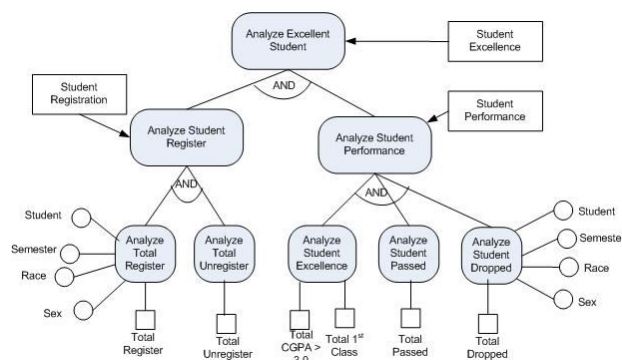 Analyze Excellent
Student
Student
Excellence
AND
Student
Registration
Student
Performance
Analyze Student
Register
Analyze Student
Performance
AND
AND
Student
Semester
Race
Sex
Analyze
Total
Register
Analyze
Total
Unregister
Analyze
Student
Excellence
Analyze
Student
Passed
Analyze
Student
Dropped
Student
Semeste
Race
Sex
Total
Register
Total
Unregister
Total
CGPA >
Total 1st
Class
Total
Passed
Total
Dropped